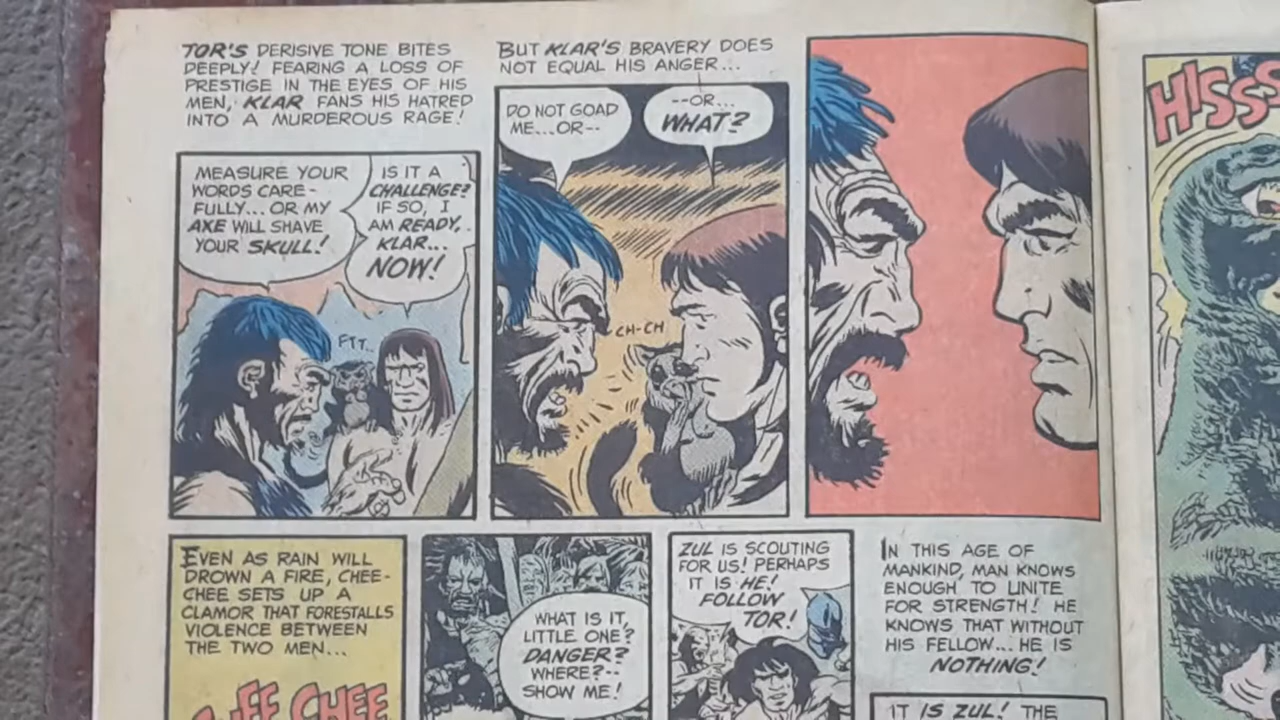 TOR'S DERISIVE TONE BITES
DEEPLY! FEARING A LOSS OF
PRESTIGE IN THE EYES OF HIS
MEN, KLAR FANS HIS HATRED
INTO A MURDEROUS RAGE!
MEASURE YOUR
WORDS CARE-
FULLY... OR MY
AXE WILL SHAVE
YOUR SKULL!
IS IT A
CHALLENGE?
IF SO, I
AM READY,
KLAR...
NOW!
FTT..
BUT KLAR'S BRAVERY DOES
NOT EQUAL HIS ANGER...
DO NOT GOAD
ME...OR--
--OR...
WHAT?
CH-CH
HISSS
EVEN AS RAIN WILL
DROWN A FIRE, CHEE-
CHEE SETS UP A
CLAMOR THAT FORESTALLS
VIOLENCE BETWEEN
THE TWO MEN...
CHEE
WHAT IS IT,
LITTLE ONE?
DANGER?
WHERE?--
SHOW ME!
ZUL IS SCOUTING
FOR US! PERHAPS
IT IS HE!
FOLLOW
TOR!
IN THIS AGE OF
MANKIND, MAN KNOWS
ENOUGH TO UNITE
FOR STRENGTH! HE
KNOWS THAT WITHOUT
HIS FELLOW... HE IS
NOTHING!
IT IS ZUL! THE